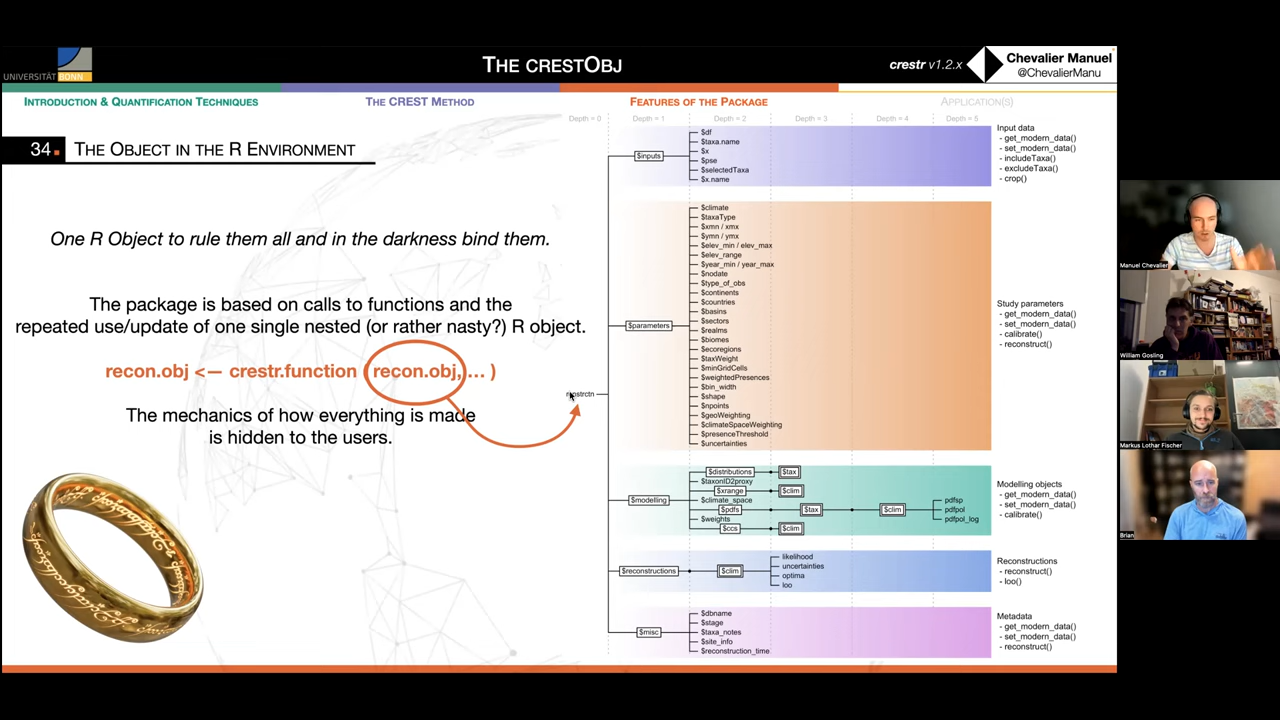 UNIVERSITÄT BONN
THE CRESTOBJ
crestr v1.2.x
Chevalier Manuel
@ChevalierManu
INTRODUCTION & QUANTIFICATION TECHNIQUES
THE CREST METHOD
FEATURES OF THE PACKAGE
APPLICATION(S)
34. THE OBJECT IN THE R ENVIRONMENT
One R Object to rule them all and in the darkness bind them.
The package is based on calls to functions and the
repeated use/update of one single nested (or rather nasty?) R object.
recon.obj <— crestr.function ( recon.obj, ... )
The mechanics of how everything is made
is hidden to the users.
Depth = 0 Depth = 1 Depth = 2 Depth = 3 Depth = 4 Depth = 5
$inputs
$df
$taxa.name
$x
$pse
$selectedTaxa
$x.name
Input data
- get_modern_data()
- set_modern_data()
- includeTaxa()
- excludeTaxa()
- crop()
$parameters
$climate
$taxaType
$xmn / xmx
$ymn / ymx
$elev_min / elev_max
$elev_range
$year_min / year_max
$nodate
$type_of_obs
$continents
$countries
$basins
$sectors
$realms
$biomes
$ecoregions
$taxWeight
$minGridCells
$weightedPresences
$bin_width
$shape
$npoints
$geoWeighting
$climateSpaceWeighting
$presenceThreshold
$uncertainties
Study parameters
- get_modern_data()
- set_modern_data()
- calibrate()
- reconstruct()
$modelling
$distributions $tax
$taxonID2proxy
$xrange $clim
$climate_space
$pdfs $tax $clim
pdfsp
pdfpol
pdfpol_log
$weights
$ccs $clim
Modelling objects
- get_modern_data()
- set_modern_data()
- calibrate()
$reconstructions
$clim
likelihood
uncertainties
optima
loo
Reconstructions
- reconstruct()
- loo()
$misc
$dbname
$stage
$taxa_notes
$site_info
$reconstruction_time
Metadata
- get_modern_data()
- set_modern_data()
- reconstruct()
Manuel Chevalier
William Gosling
Markus Lothar Fischer
Brian